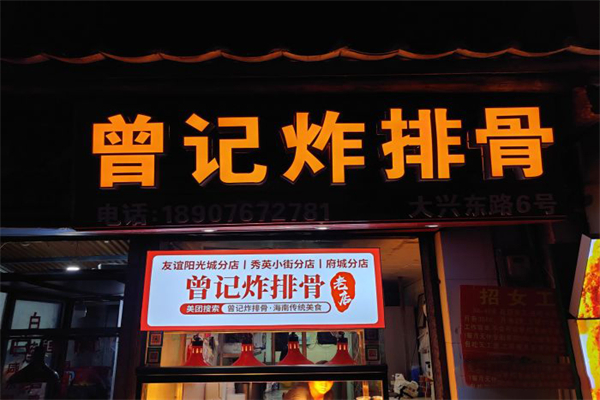 曾记炸排骨
电话:18907672781 大兴东路6号
友谊阳光城分店丨秀英小街分店丨府城分店
曾记炸排骨 老店
美团搜索 曾记炸排骨·海南传统美食
招女工